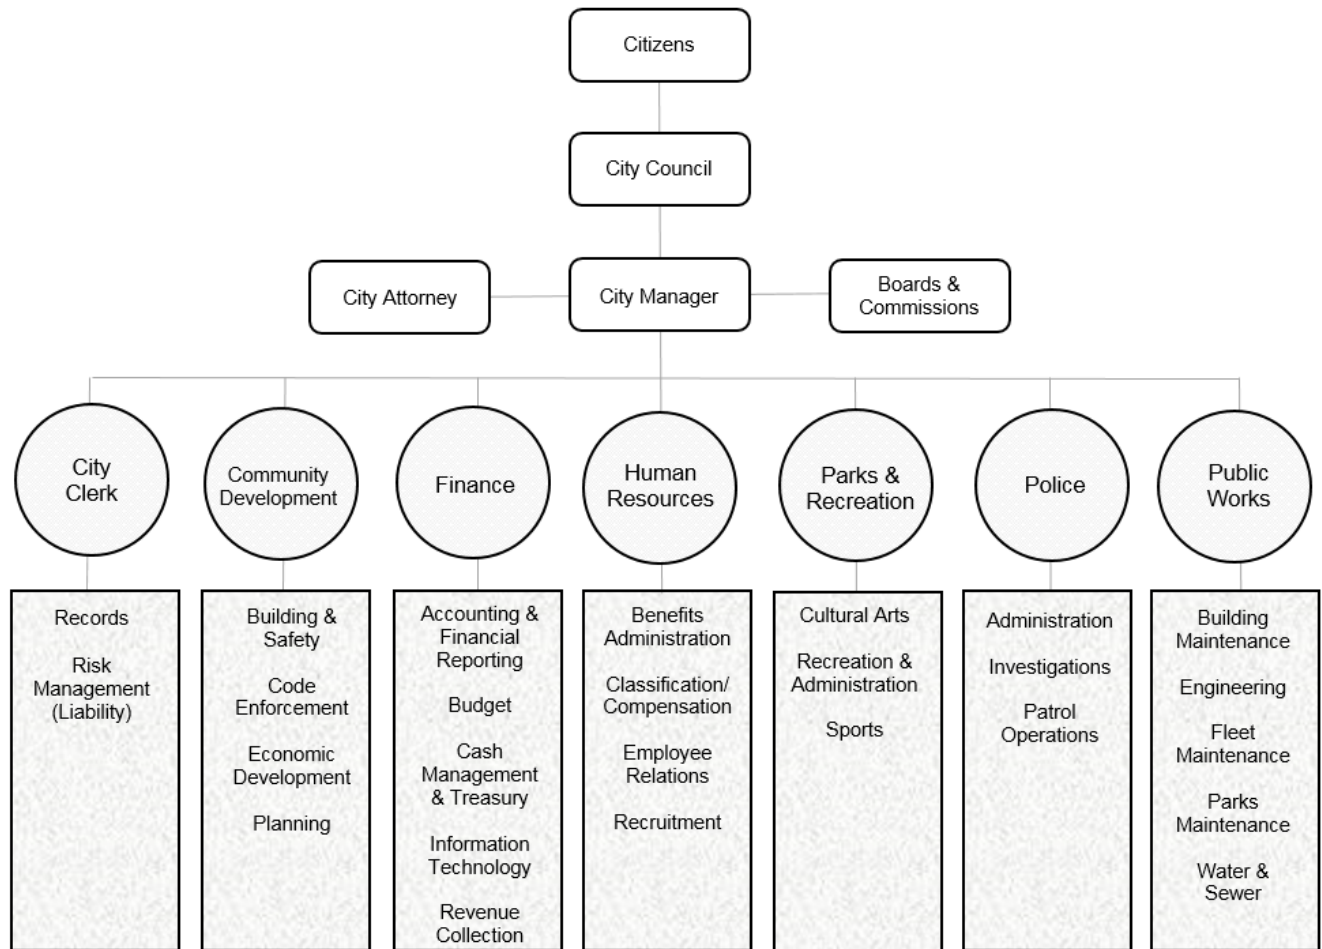 Citizens
City Council
City Attorney
City Manager
Boards &
Commissions
City
Clerk
Community
Development
Finance
Human
Resources
Parks &
Recreation
Police
Public
Works
Records
Risk
Management
(Liability)
Building &
Safety
Code
Enforcement
Economic
Development
Planning
Accounting &
Financial
Reporting
Budget
Cash
Management
& Treasury
Information
Technology
Revenue
Collection
Benefits
Administration
Classification/
Compensation
Employee
Relations
Recruitment
Cultural Arts
Recreation &
Administration
Sports
Administration
Investigations
Patrol
Operations
Building
Maintenance
Engineering
Fleet
Maintenance
Parks
Maintenance
Water &
Sewer